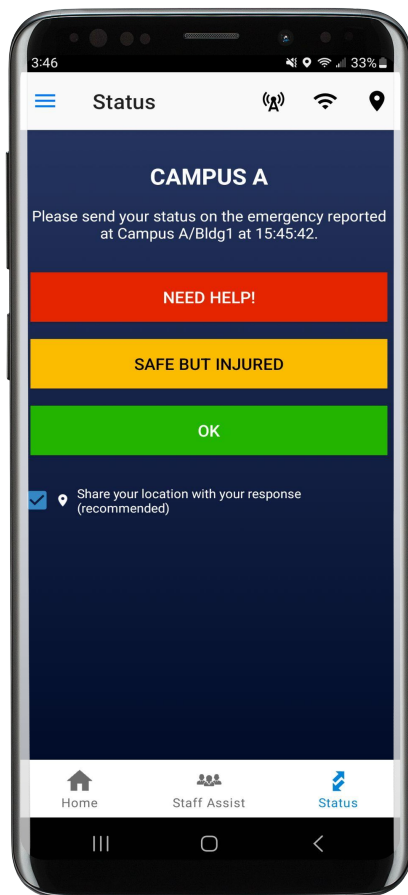 3:46 33%
Status
CAMPUS A
Please send your status on the emergency reported
at Campus A/Bldg1 at 15:45:42.
NEED HELP!
SAFE BUT INJURED
OK
Share your location with your response
(recommended)
Home Staff Assist Status